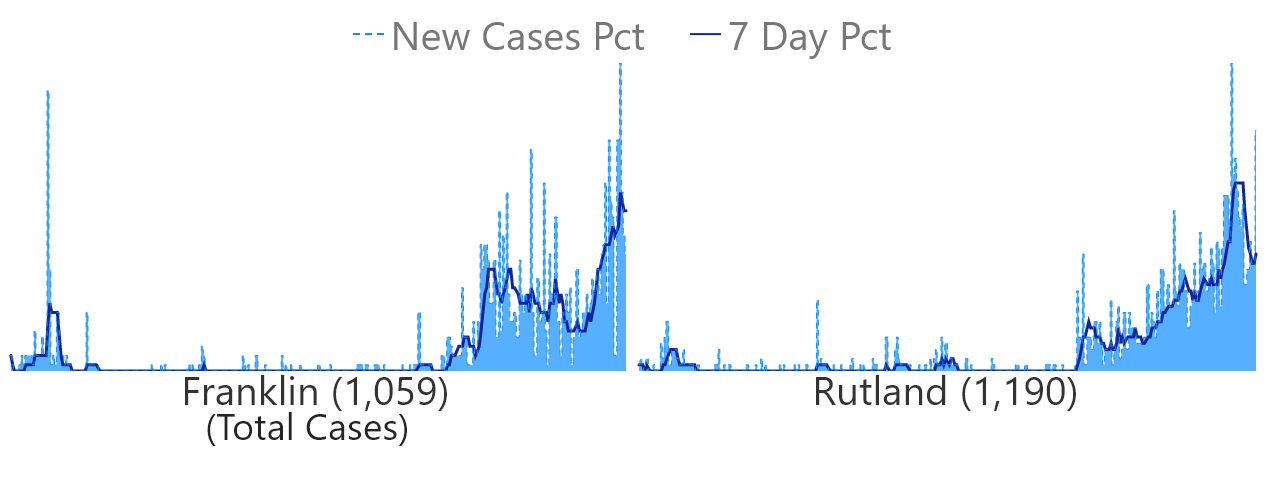 New Cases Pct 7 Day Pct
Franklin (1,059)
(Total Cases)
Rutland (1,190)